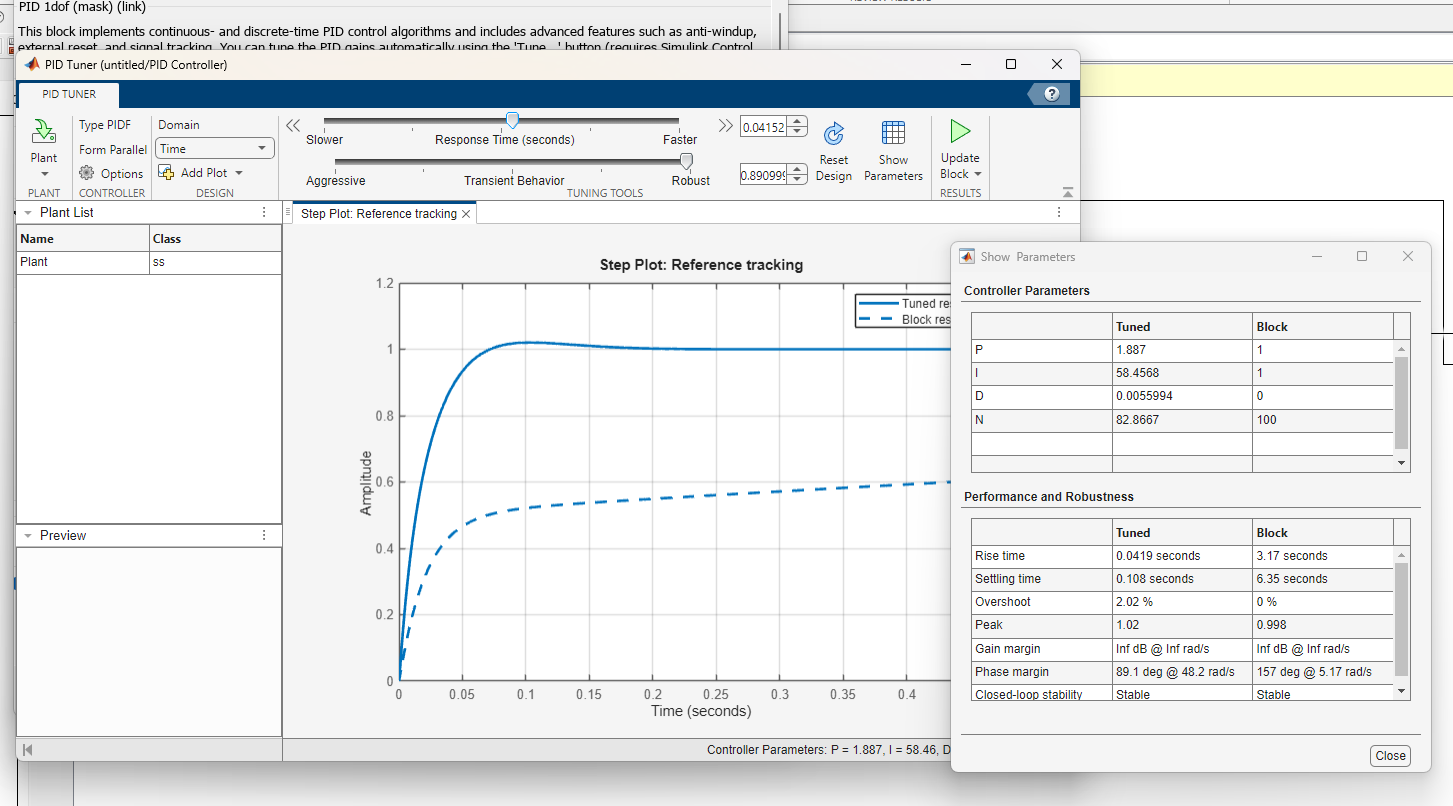 PID 1dof (mask) (link)
This block implements continuous- and discrete-time PID control algorithms and includes advanced features such as anti-windup,
external reset, and signal tracking. You can tune the PID gains automatically using the 'Tune...' button (requires Simulink Control
PID Tuner (untitled/PID Controller)
PID TUNER
?
Plant
PLANT
Type PIDF
Form Parallel
Options
CONTROLLER
Domain
Time
Add Plot
DESIGN
Slower
Response Time (seconds)
Faster
0.04152
Aggressive
Transient Behavior
Robust
TUNING TOOLS
Reset
Design
Show
Parameters
Update
Block
RESULTS
Plant List
Name Class
Plant ss
Preview
Step Plot: Reference tracking
Step Plot: Reference tracking
Tuned
Block
Amplitude
1.2
1
0.8
0.6
0.4
0.2
0
0 0.05 0.1 0.15 0.2 0.25 0.3 0.35 0.4
Time (seconds)
Controller Parameters: P = 1.887, I = 58.46, D
Show Parameters
Controller Parameters
Tuned Block
P 1.887 1
I 58.4568 1
D 0.0055994 0
N 82.8667 100
Performance and Robustness
Tuned Block
Rise time 0.0419 seconds 3.17 seconds
Settling time 0.108 seconds 6.35 seconds
Overshoot 2.02 % 0 %
Peak 1.02 0.998
Gain margin Inf dB @ Inf rad/s Inf dB @ Inf rad/s
Phase margin 89.1 deg @ 48.2 rad/s 157 deg @ 5.17 rad/s
Closed-loop stability Stable Stable
Close